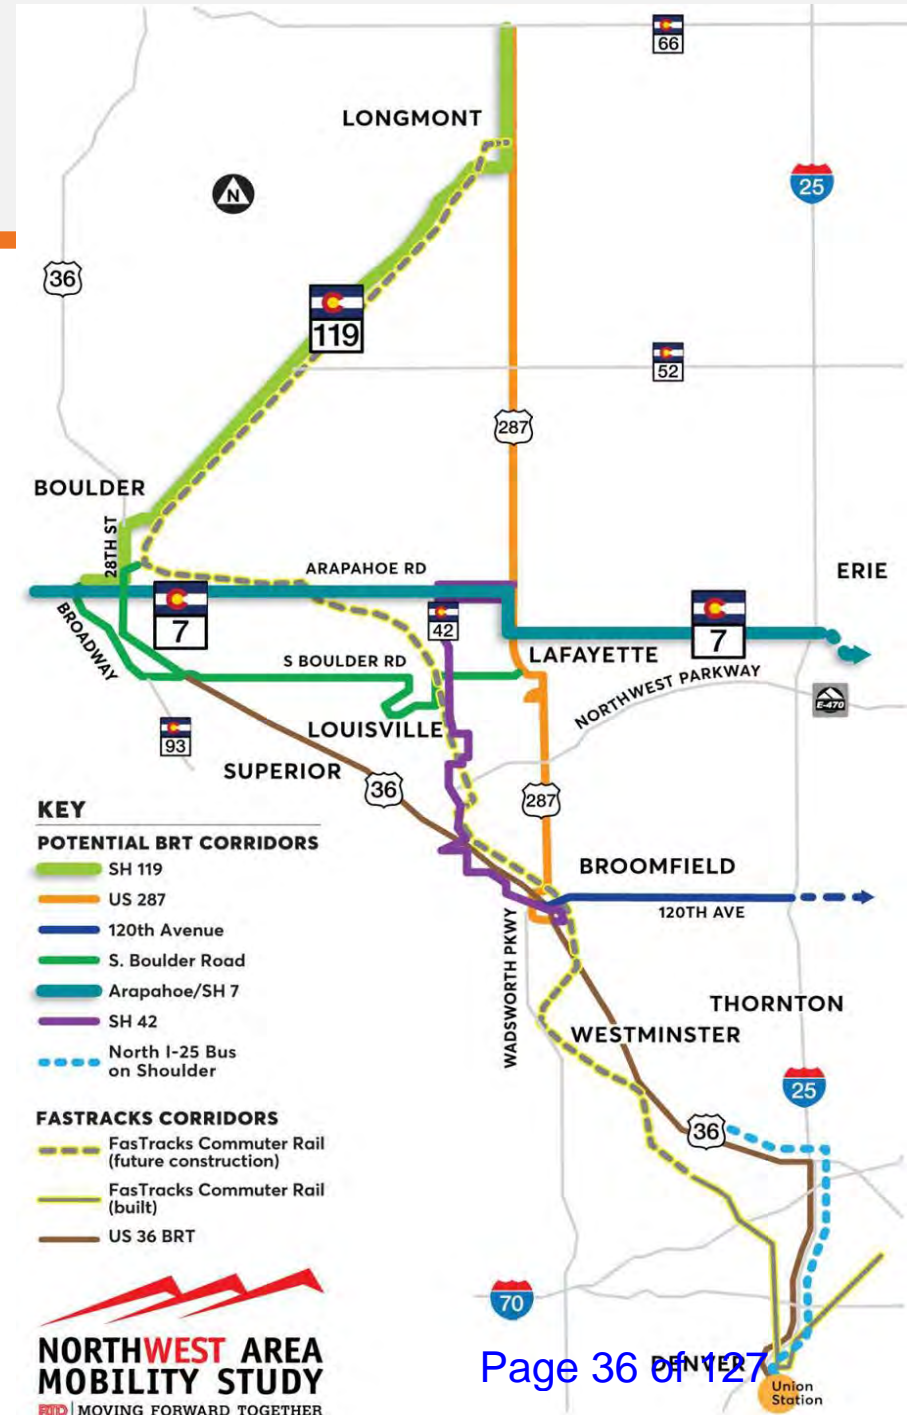 66
LONGMONT
N
25
36
119
52
287
BOULDER
28TH ST
ARAPAHOE RD
ERIE
7
42
7
BROADWAY
S BOULDER RD
LAFAYETTE
NORTHWEST PARKWAY
E-470
93
LOUISVILLE
SUPERIOR
36
287
KEY
POTENTIAL BRT CORRIDORS
SH 119
US 287
120th Avenue
S. Boulder Road
Arapahoe/SH 7
SH 42
North I-25 Bus
on Shoulder
FASTRACKS CORRIDORS
FasTracks Commuter Rail
(future construction)
FasTracks Commuter Rail
(built)
US 36 BRT
BROOMFIELD
120TH AVE
WADSWORTH PKWY
THORNTON
WESTMINSTER
25
36
70
DENVER
Union
Station
NORTHWEST AREA
MOBILITY STUDY
RTD | MOVING FORWARD TOGETHER
Page 36 of 127